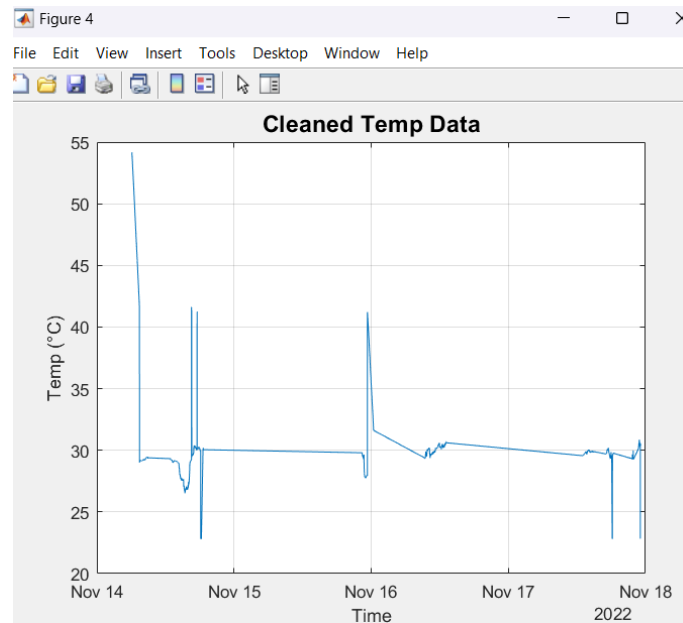 Figure 4
File Edit View Insert Tools Desktop Window Help
Cleaned Temp Data
55
50
45
40
35
30
25
20
Temp (°C)
Nov 14 Nov 15 Nov 16 Nov 17 Nov 18
Time
2022